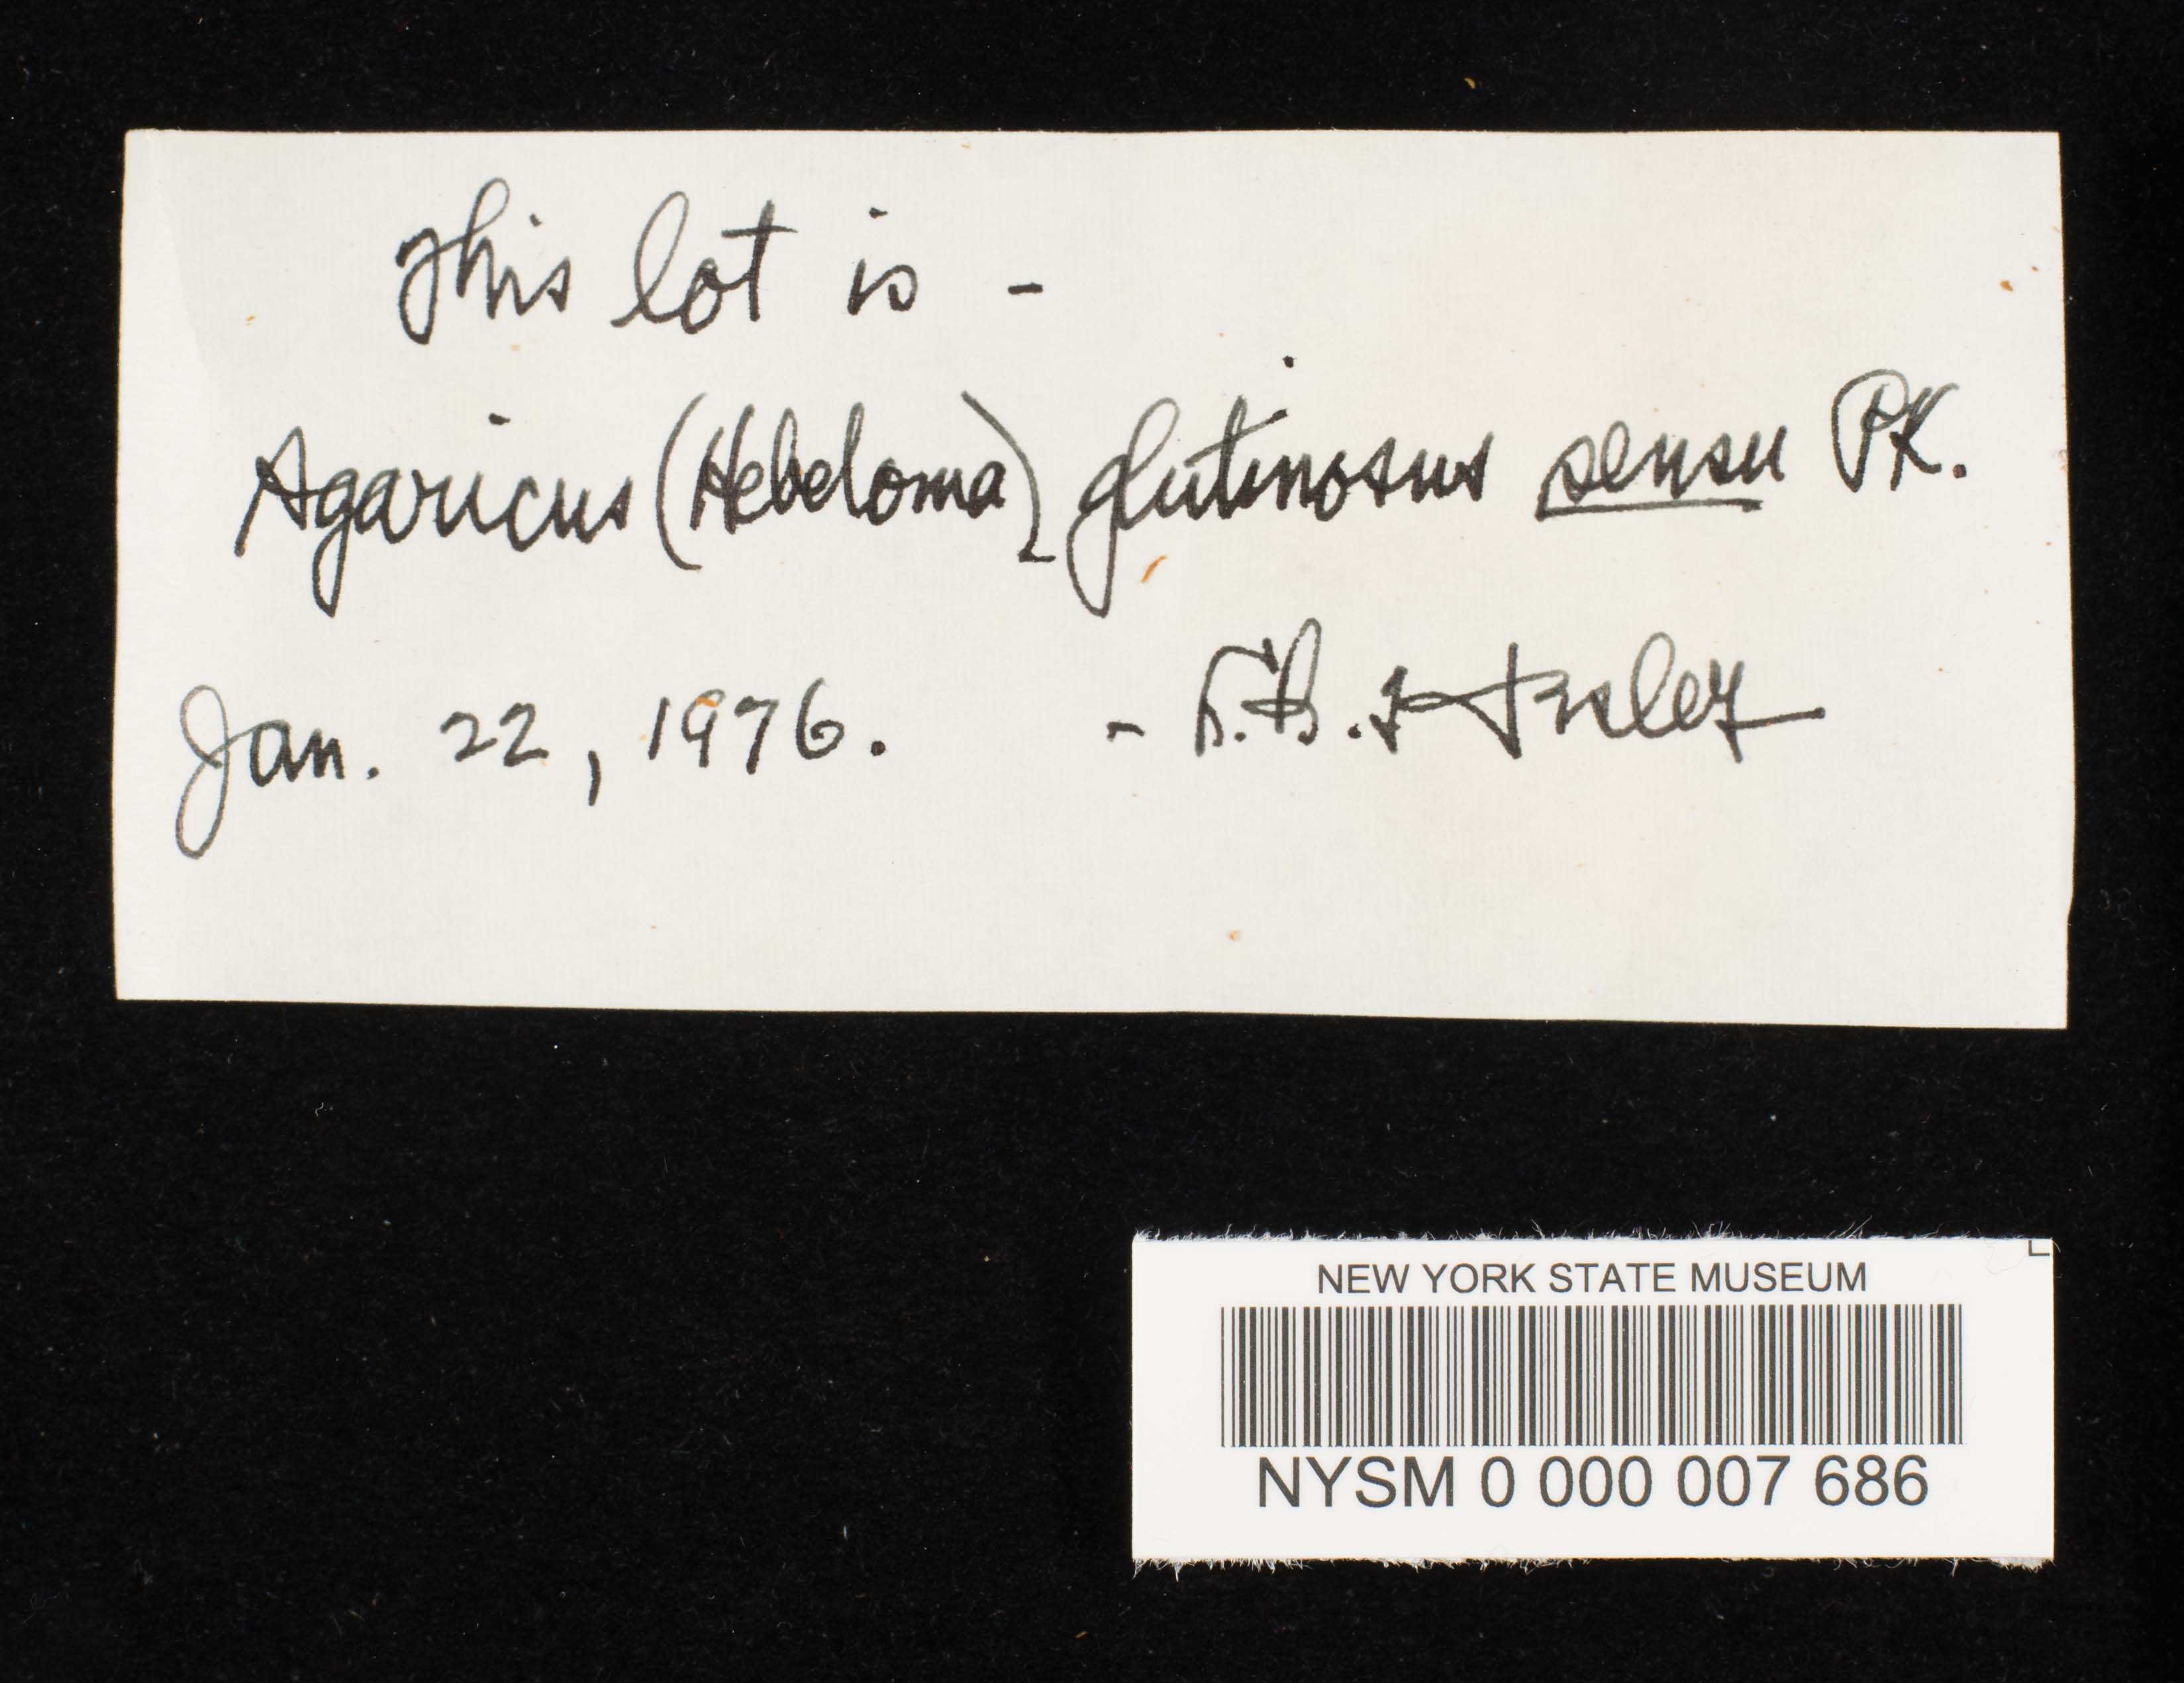 This lot is -
Agaricus (Hebeloma) glutinosus sensu PK.
Jan. 22, 1976. - L.R. Hesler
NEW YORK STATE MUSEUM
NYSM 0 000 007 686